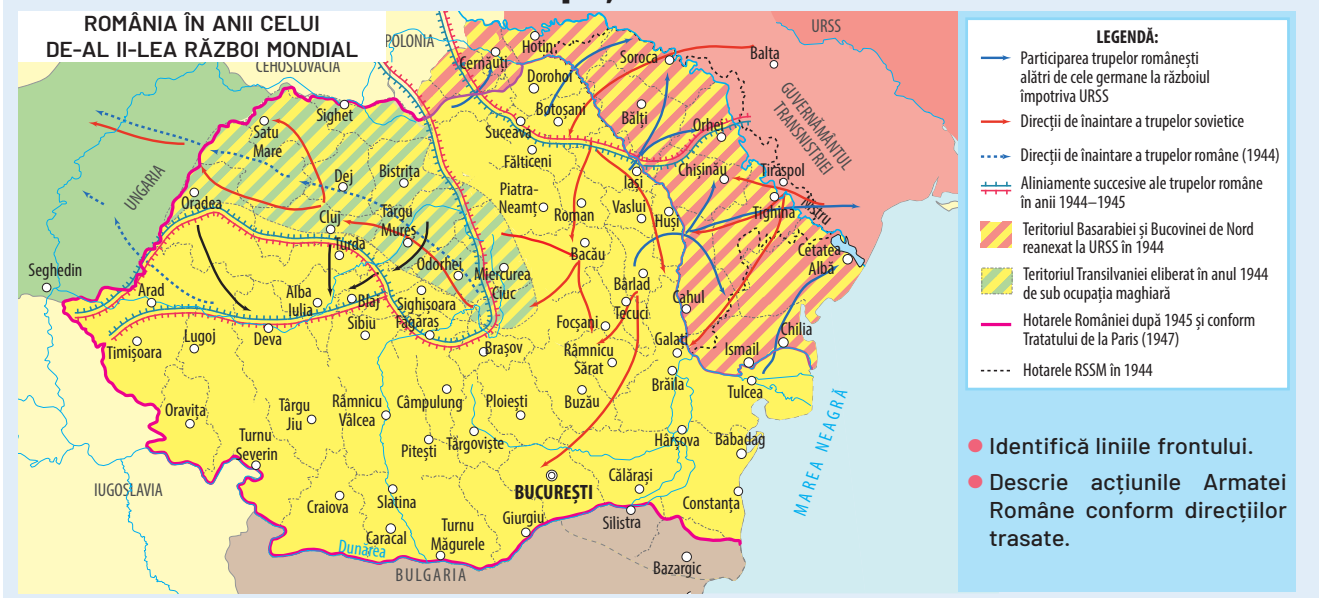 ROMÂNIA ÎN ANII CELUI
DE-AL II-LEA RĂZBOI MONDIAL
POLONIA
CEHOSLOVACIA
URSS
UNGARIA
GUVERNĂMÂNTUL
TRANSNISTRIEI
IUGOSLAVIA
BULGARIA
MAREA NEAGRĂ
Dunărea
Nistru
Cernăuți
Hotin
Soroca
Balta
Dorohoi
Botoșani
Bălți
Orhei
Suceava
Fălticeni
Sighet
Satu
Mare
Oradea
Dej
Bistrița
Cluj
Târgu
Mureș
Turda
Piatra-
Neamț
Roman
Iași
Vaslui
Huși
Chișinău
Tiraspol
Tighina
Cetatea
Albă
Bacău
Bârlad
Tecuci
Cahul
Odorhei
Miercurea
Ciuc
Seghedin
Arad
Alba
Iulia
Blaj
Sighișoara
Sibiu
Făgăraș
Brașov
Focșani
Galați
Ismail
Chilia
Timișoara
Lugoj
Deva
Râmnicu
Sărat
Brăila
Tulcea
Oravița
Târgu
Jiu
Râmnicu
Vâlcea
Câmpulung
Ploiești
Buzău
Pitești
Târgoviște
Hârșova
Babadag
Turnu
Severin
BUCUREȘTI
Călărași
Constanța
Craiova
Slatina
Caracal
Turnu
Măgurele
Giurgiu
Silistra
Bazargic
LEGENDĂ:
Participarea trupelor românești
alătri de cele germane la războiul
împotriva URSS
Direcții de înaintare a trupelor sovietice
Direcții de înaintare a trupelor române (1944)
Aliniamente succesive ale trupelor române
în anii 1944–1945
Teritoriul Basarabiei și Bucovinei de Nord
reanexat la URSS în 1944
Teritoriul Transilvaniei eliberat în anul 1944
de sub ocupația maghiară
Hotarele României după 1945 și conform
Tratatului de la Paris (1947)
Hotarele RSSM în 1944
● Identifică liniile frontului.
● Descrie acțiunile Armatei
Române conform direcțiilor
trasate.